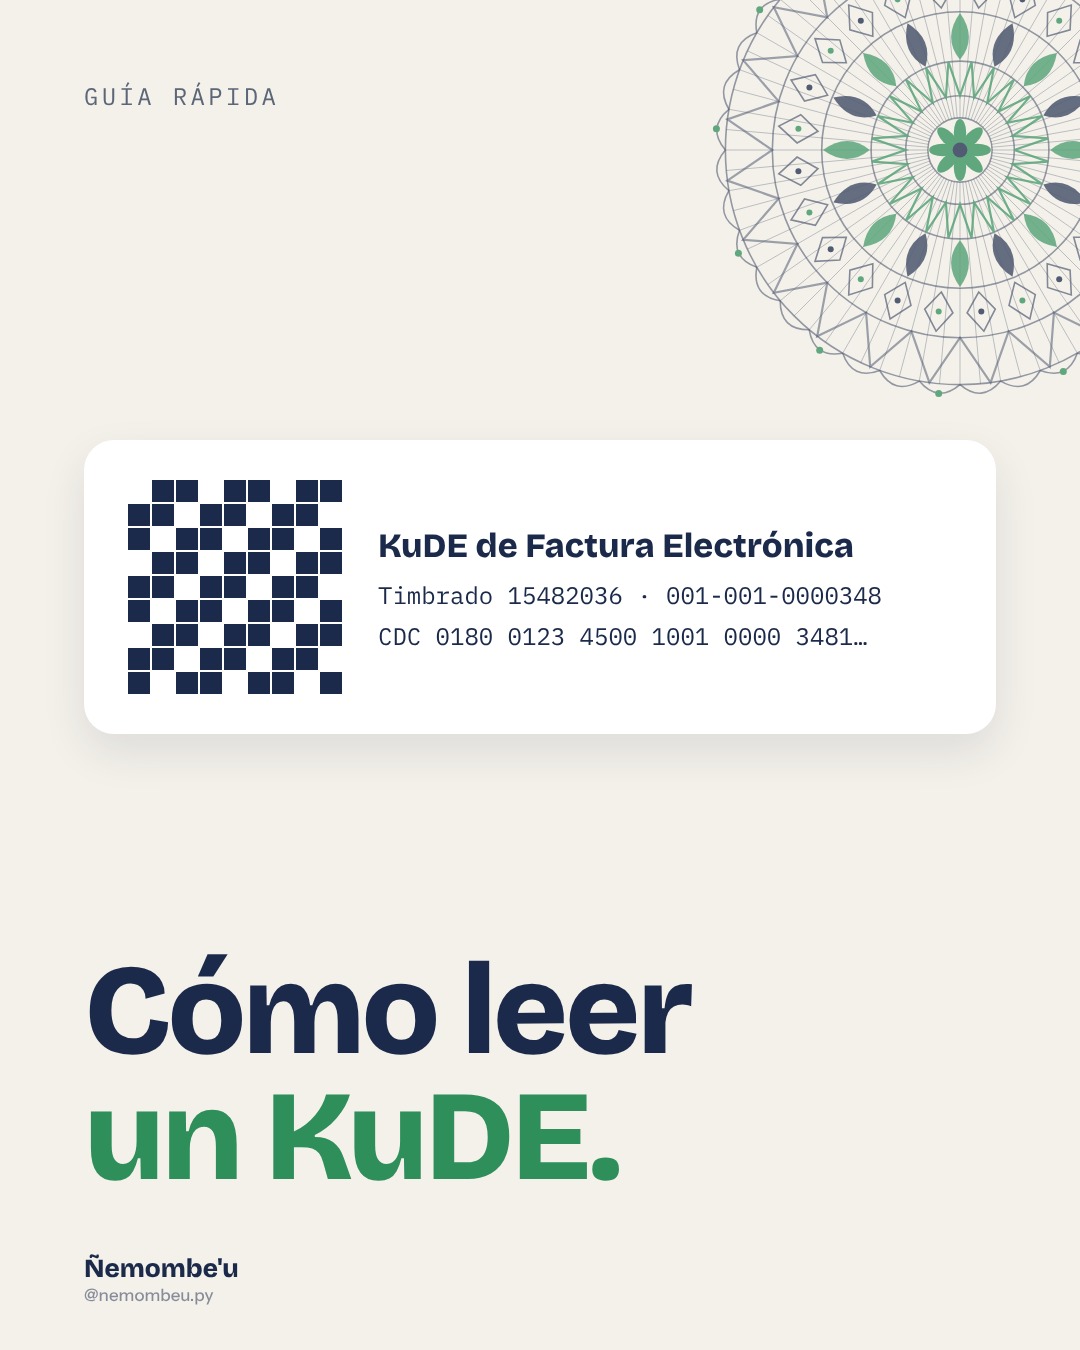 GUÍA RÁPIDA
KuDE de Factura Electrónica
Timbrado 15482036 · 001-001-0000348
CDC 0180 0123 4500 1001 0000 3481…
Cómo leer
un KuDE.
Ñemombe'u
@nemombeu.py